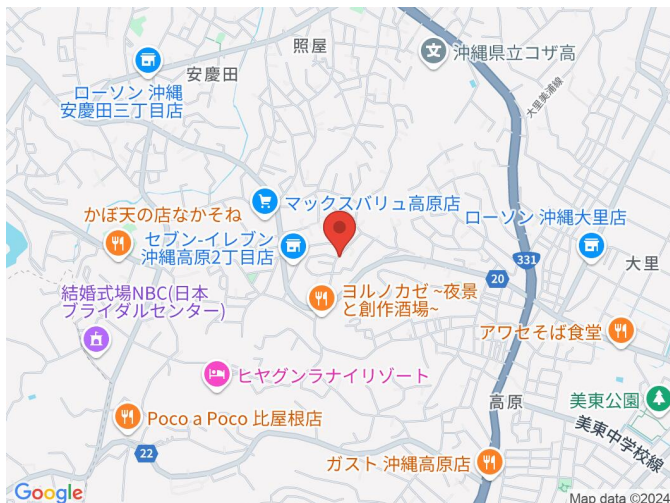 照屋
沖縄県立コザ高
安慶田
ローソン 沖縄
安慶田三丁目店
大里美浦線
マックスバリュ高原店
かぼ天の店なかそね
セブン-イレブン
沖縄高原2丁目店
ローソン 沖縄大里店
331
大里
20
結婚式場NBC(日本
ブライダルセンター)
ヨルノカゼ ~夜景
と創作酒場~
アワセそば食堂
ヒヤグンラナイリゾート
高原
美東公園
Poco a Poco 比屋根店
美東中学校線
22
ガスト 沖縄高原店
Google
Map data ©2024